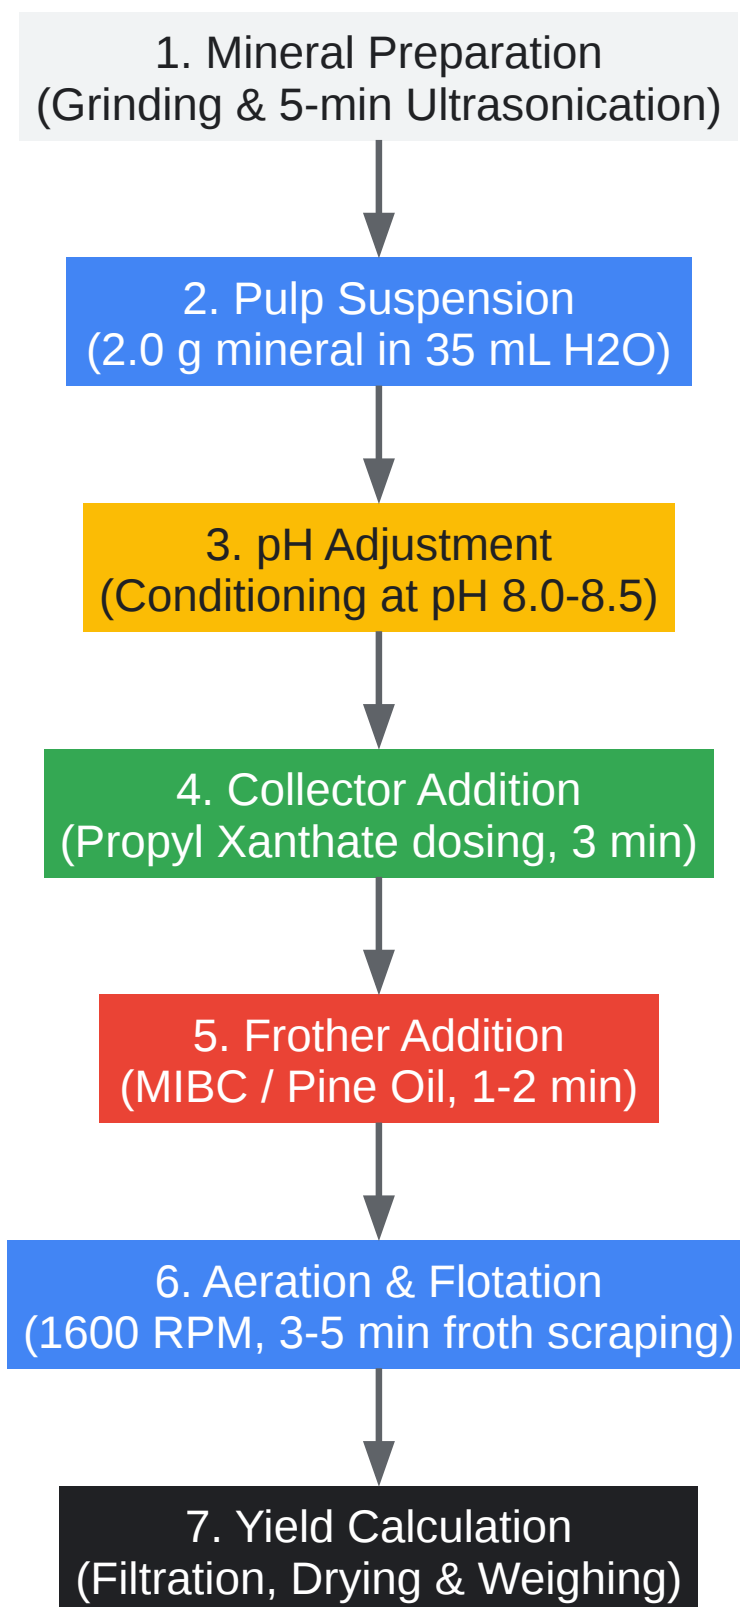 1. Mineral Preparation
(Grinding & 5-min Ultrasonication)
2. Pulp Suspension
(2.0 g mineral in 35 mL H2O)
3. pH Adjustment
(Conditioning at pH 8.0-8.5)
4. Collector Addition
(Propyl Xanthate dosing, 3 min)
5. Frother Addition
(MIBC / Pine Oil, 1-2 min)
6. Aeration & Flotation
(1600 RPM, 3-5 min froth scraping)
7. Yield Calculation
(Filtration, Drying & Weighing)